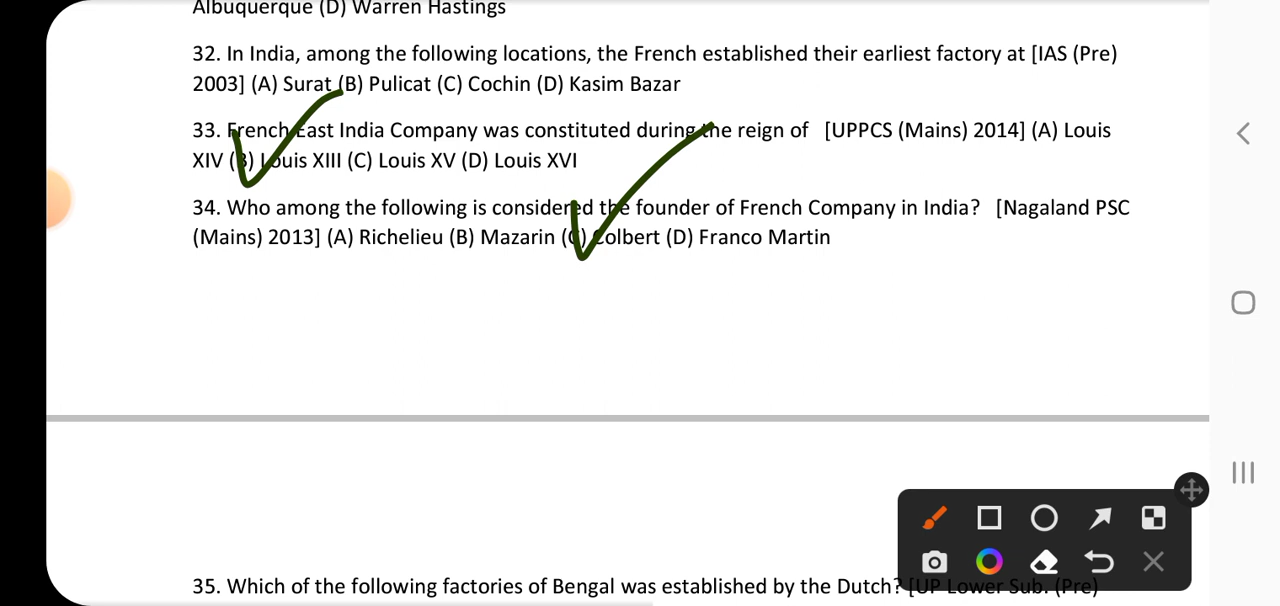 Albuquerque (D) Warren Hastings
32. In India, among the following locations, the French established their earliest factory at [IAS (Pre)
2003] (A) Surat (B) Pulicat (C) Cochin (D) Kasim Bazar
33. French East India Company was constituted during the reign of [UPPCS (Mains) 2014] (A) Louis
XIV (B) Louis XIII (C) Louis XV (D) Louis XVI
34. Who among the following is considered the founder of French Company in India? [Nagaland PSC
(Mains) 2013] (A) Richelieu (B) Mazarin (C) Colbert (D) Franco Martin
35. Which of the following factories of Bengal was established by the Dutch? [UP Lower Sub. (Pre)